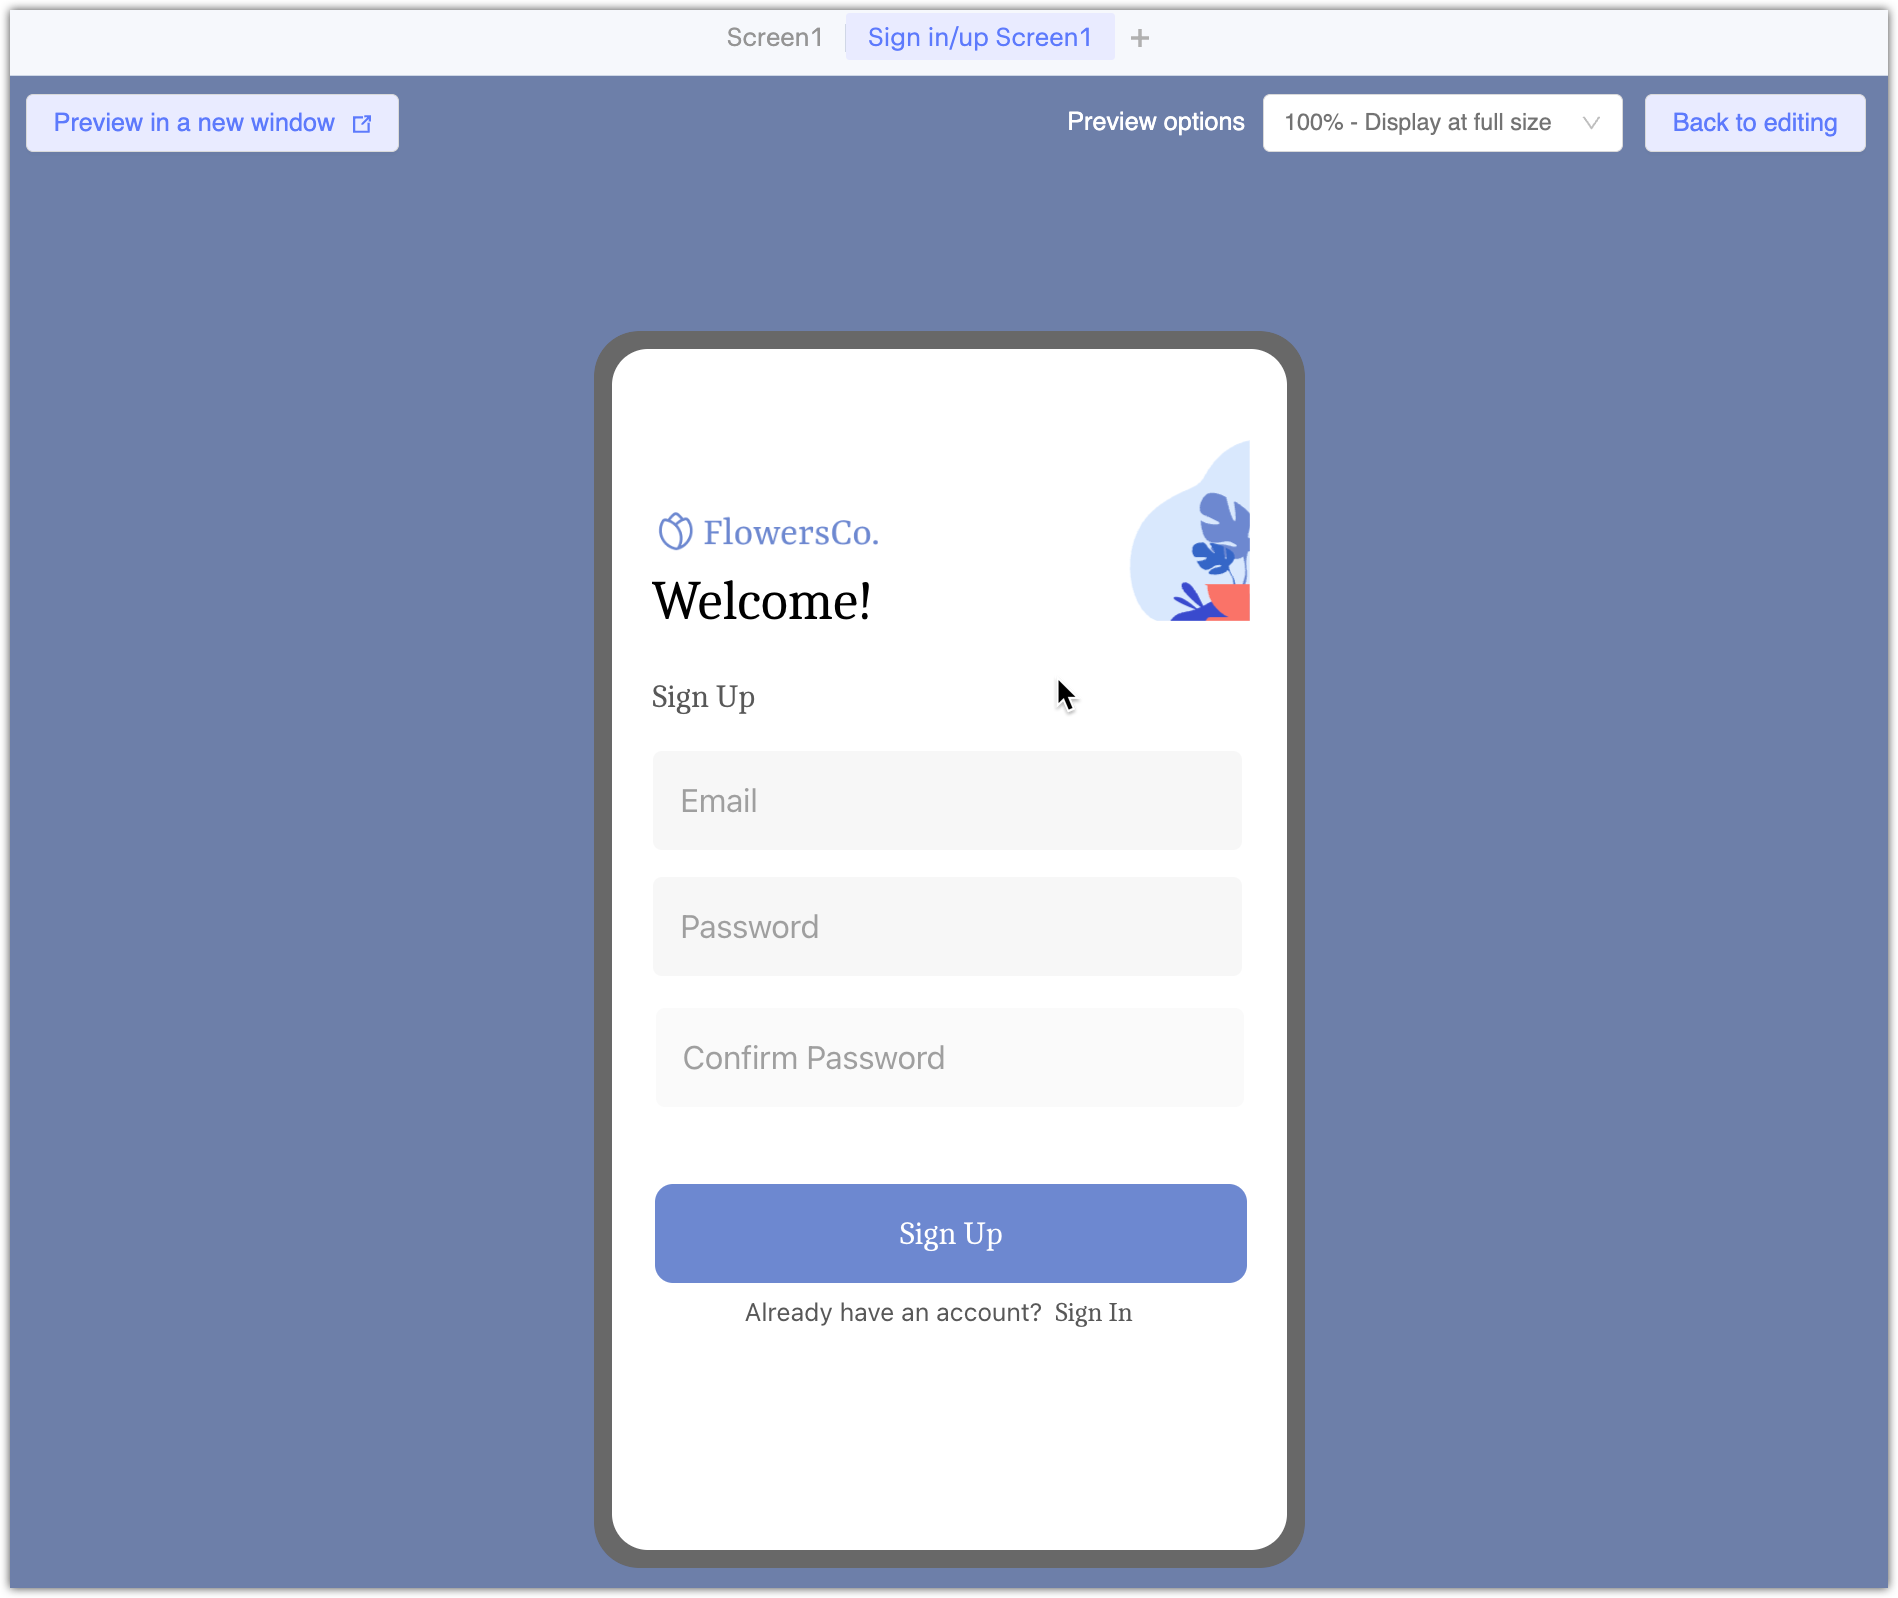 Screen1
Sign in/up Screen1
Preview in a new window
Preview options
100% - Display at full size
Back to editing
FlowersCo.
Welcome!
Sign Up
Email
Password
Confirm Password
Sign Up
Already have an account? Sign In